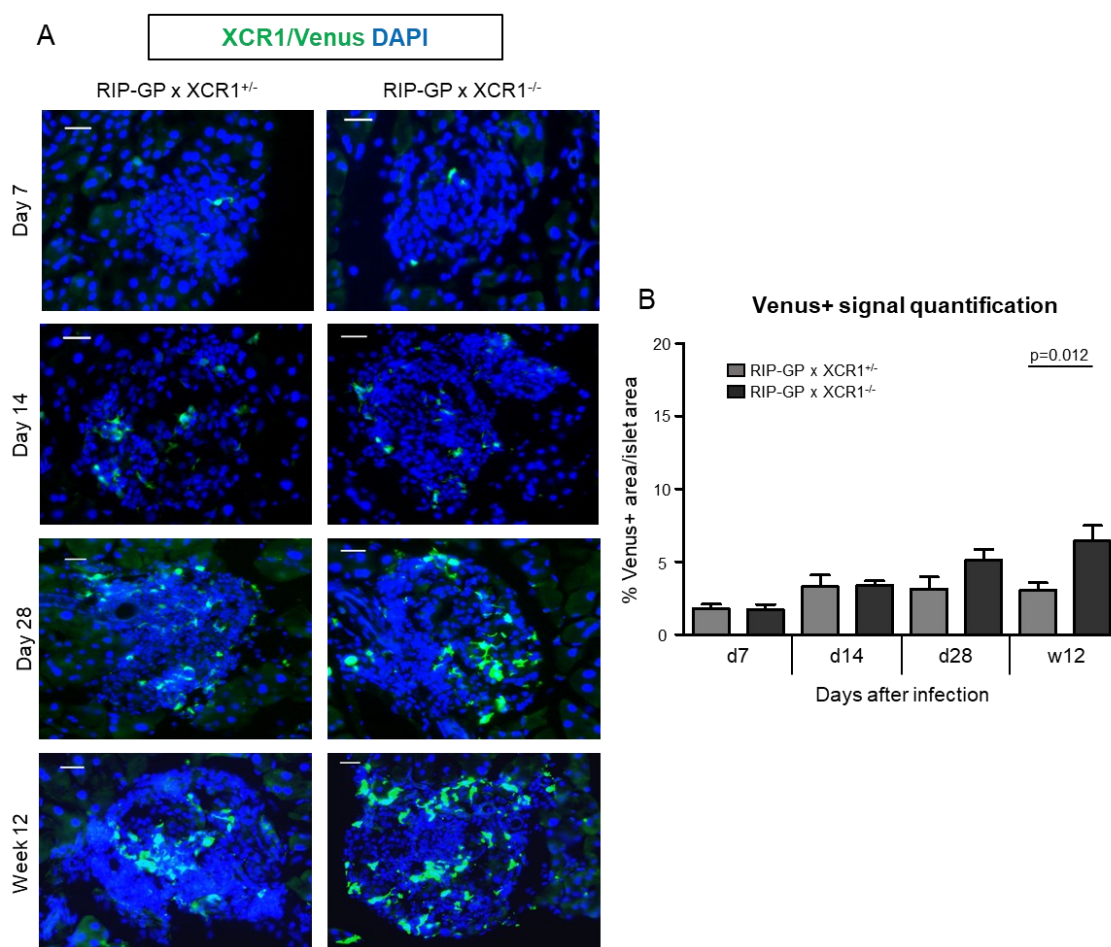 A
XCR1/Venus DAPI
RIP-GP x XCR1+/-
RIP-GP x XCR1-/-
Day 7
Day 14
Day 28
Week 12
B
Venus+ signal quantification
% Venus+ area/islet area
20
15
10
5
0
RIP-GP x XCR1+/-
RIP-GP x XCR1-/-
p=0.012
d7
d14
d28
w12
Days after infection